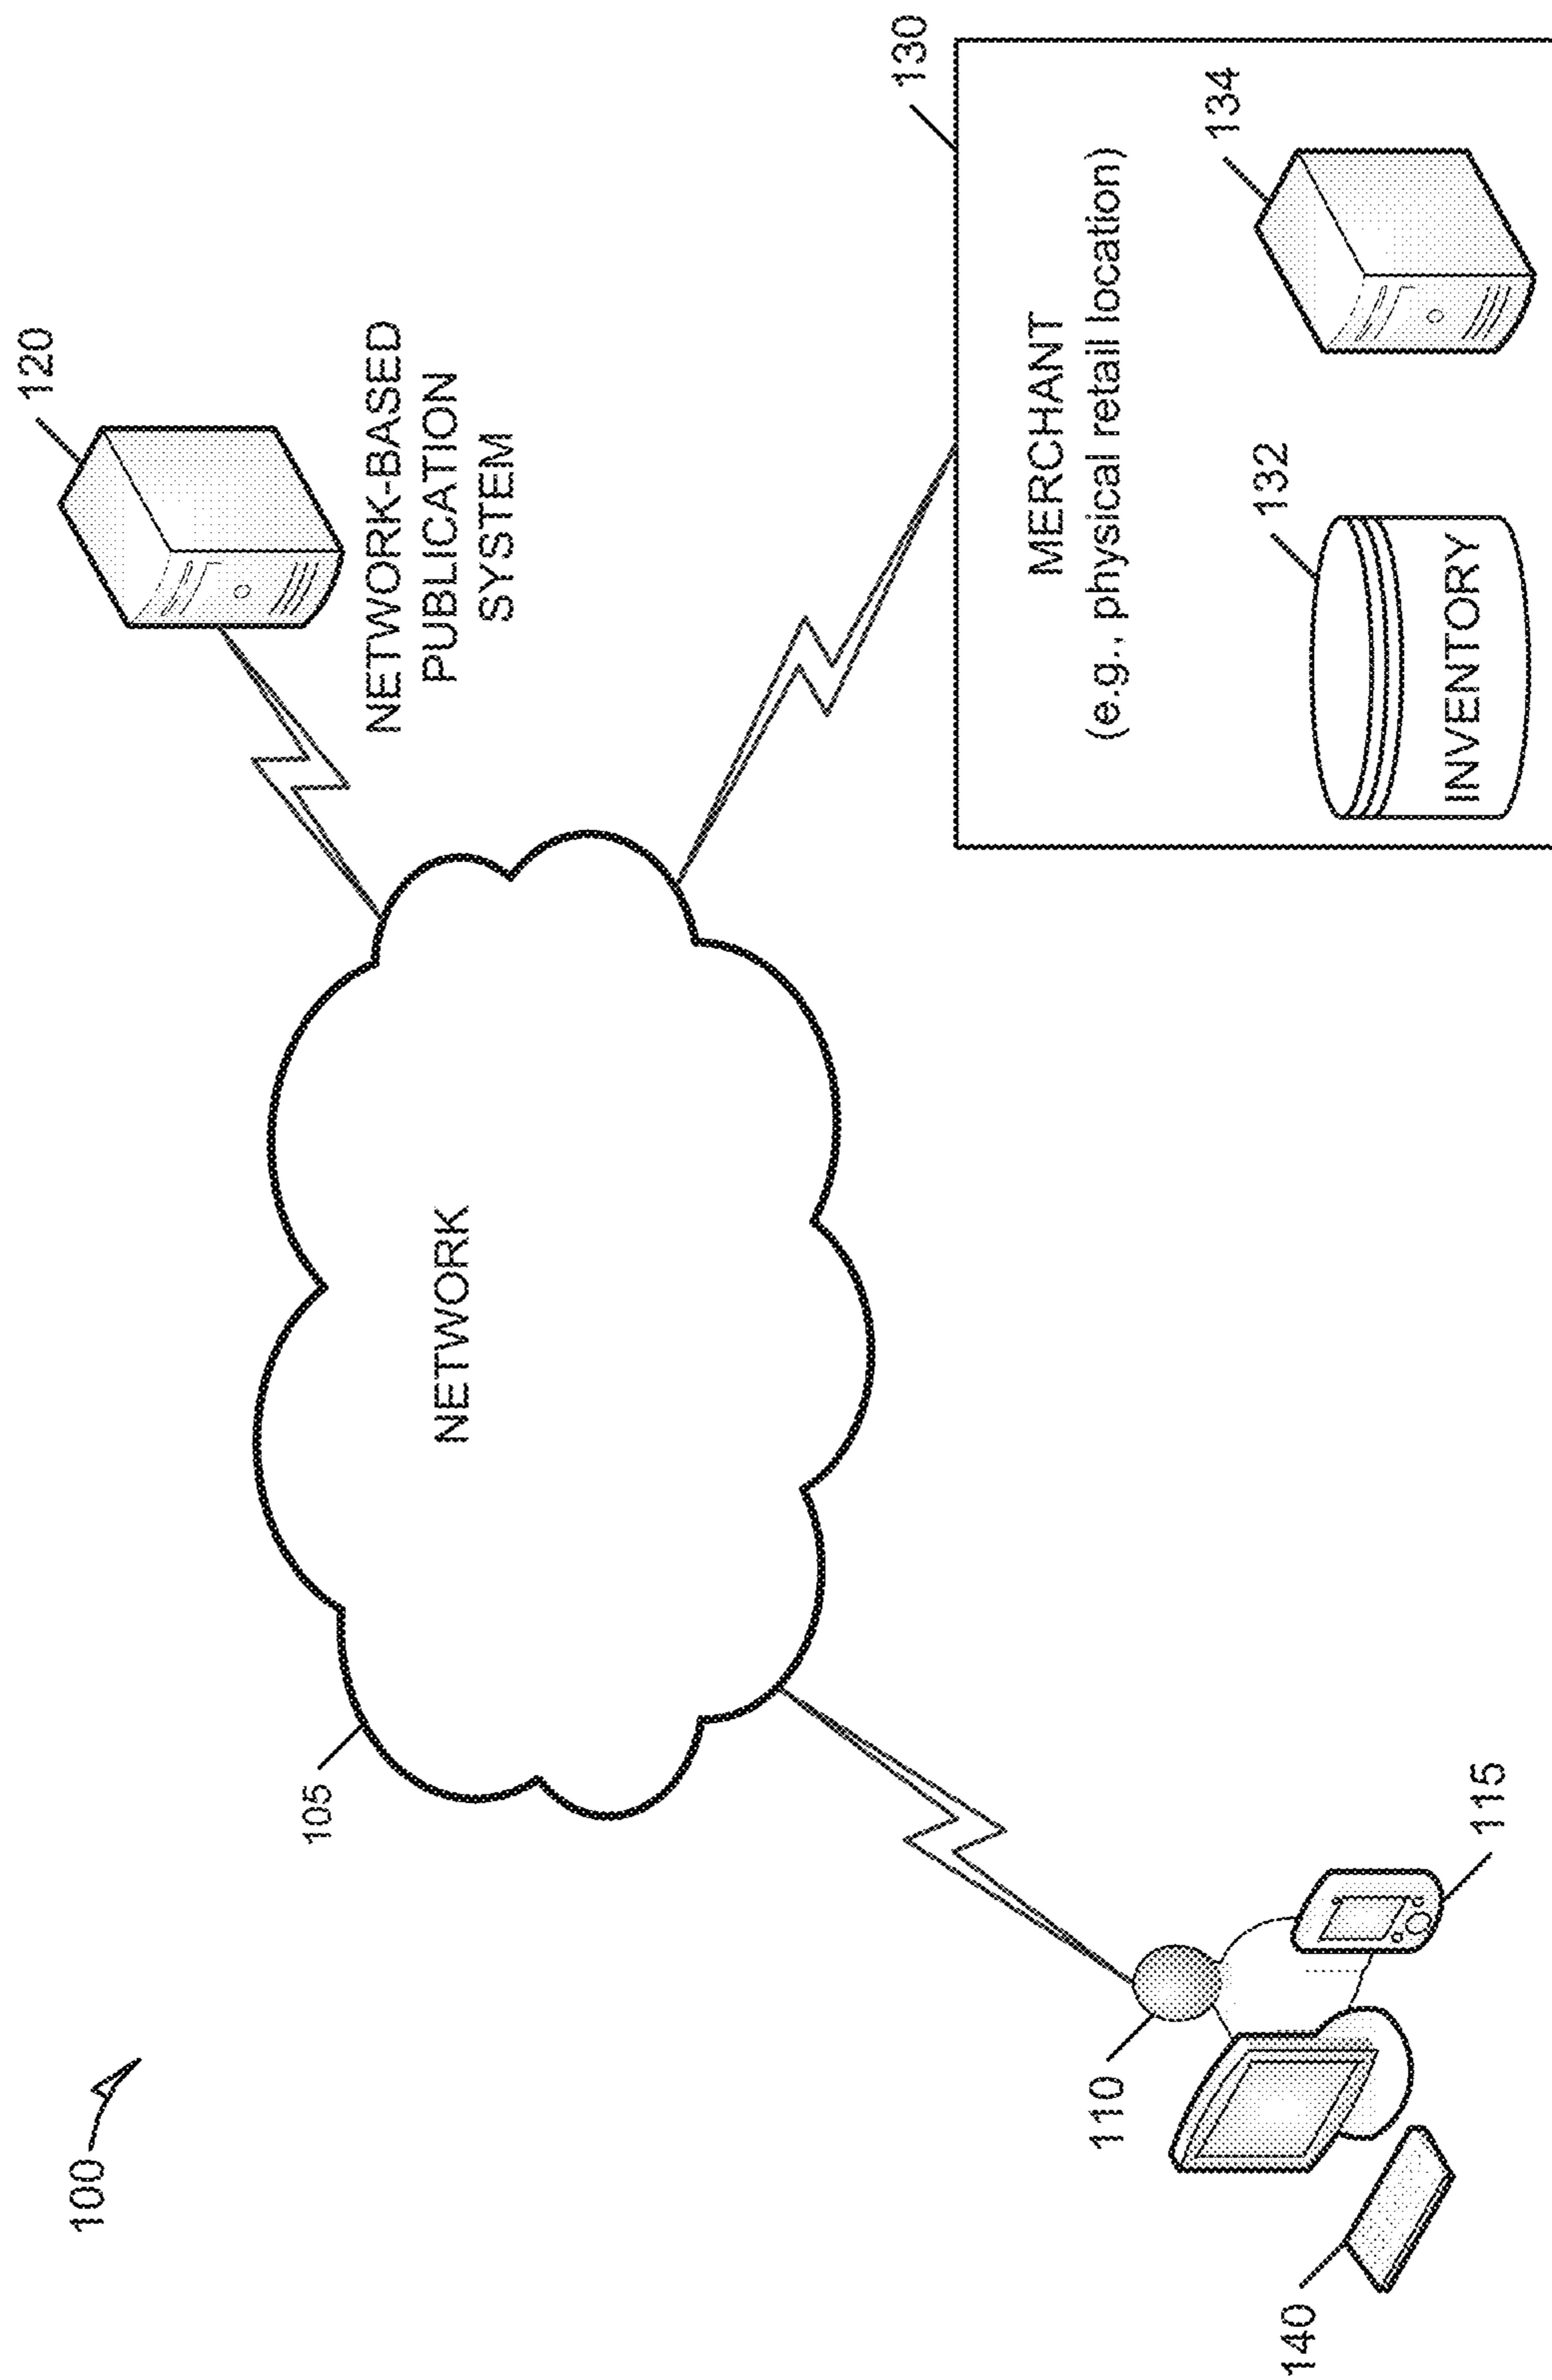 100
120
NETWORK-BASED
PUBLICATION
SYSTEM
105
NETWORK
130
MERCHANT
(e.g., physical retail location)
110
132
134
INVENTORY
140
115